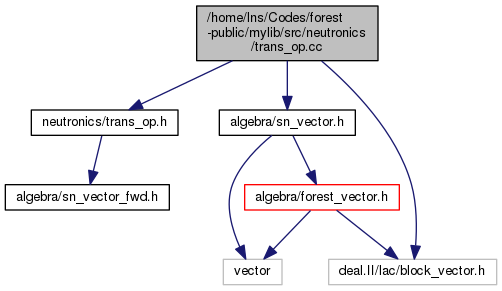 /home/lns/Codes/forest
-public/mylib/src/neutronics
/trans_op.cc
neutronics/trans_op.h
algebra/sn_vector.h
algebra/sn_vector_fwd.h
algebra/forest_vector.h
vector
deal.II/lac/block_vector.h